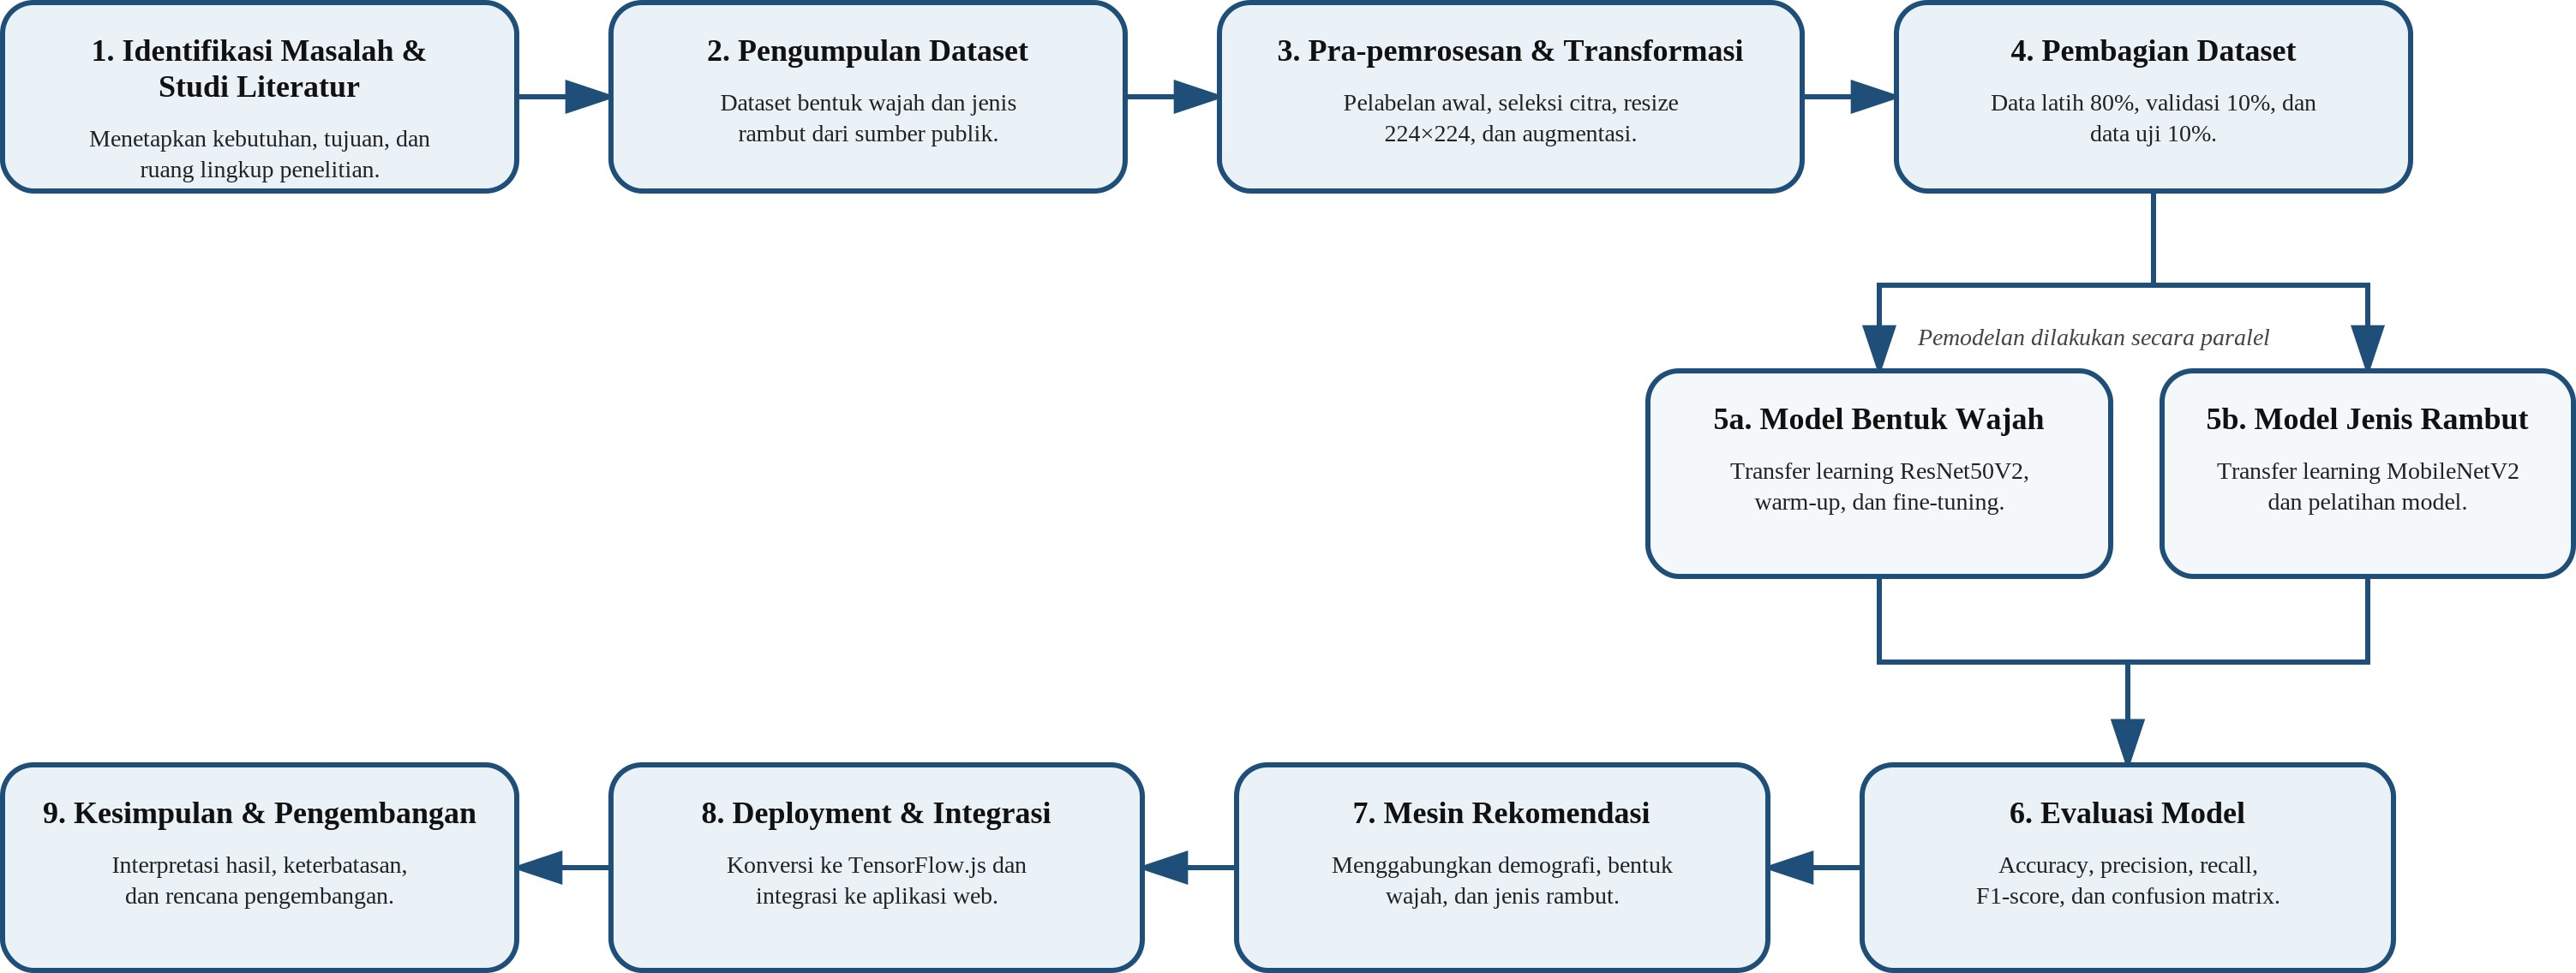 1. Identifikasi Masalah &
Studi Literatur
Menetapkan kebutuhan, tujuan, dan
ruang lingkup penelitian.
2. Pengumpulan Dataset
Dataset bentuk wajah dan jenis
rambut dari sumber publik.
3. Pra-pemrosesan & Transformasi
Pelabelan awal, seleksi citra, resize
224×224, dan augmentasi.
4. Pembagian Dataset
Data latih 80%, validasi 10%, dan
data uji 10%.
Pemodelan dilakukan secara paralel
5a. Model Bentuk Wajah
Transfer learning ResNet50V2,
warm-up, dan fine-tuning.
5b. Model Jenis Rambut
Transfer learning MobileNetV2
dan pelatihan model.
6. Evaluasi Model
Accuracy, precision, recall,
F1-score, dan confusion matrix.
7. Mesin Rekomendasi
Menggabungkan demografi, bentuk
wajah, dan jenis rambut.
8. Deployment & Integrasi
Konversi ke TensorFlow.js dan
integrasi ke aplikasi web.
9. Kesimpulan & Pengembangan
Interpretasi hasil, keterbatasan,
dan rencana pengembangan.